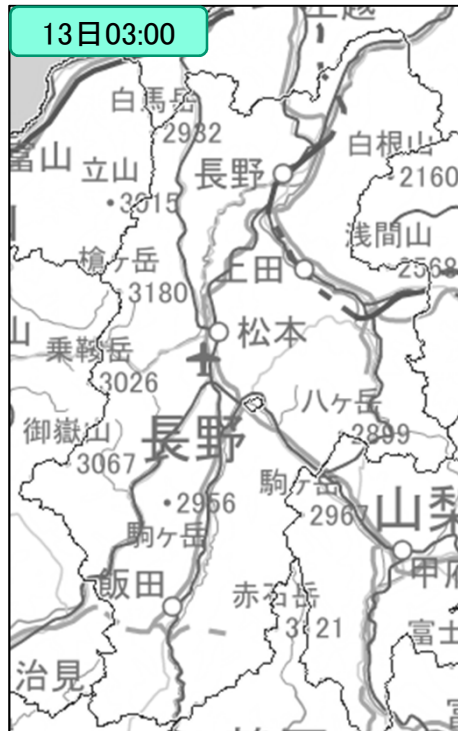 13日03:00
上越
白馬岳
2932
白根山
富山
立山
長野
2160
3015
浅間山
槍ヶ岳
上田
2568
3180
松本
乗鞍岳
3026
八ヶ岳
御嶽山
長野
2899
3067
駒ヶ岳
2956
2967
山梨
駒ヶ岳
飯田
甲府
赤石岳
3121
富士
治見